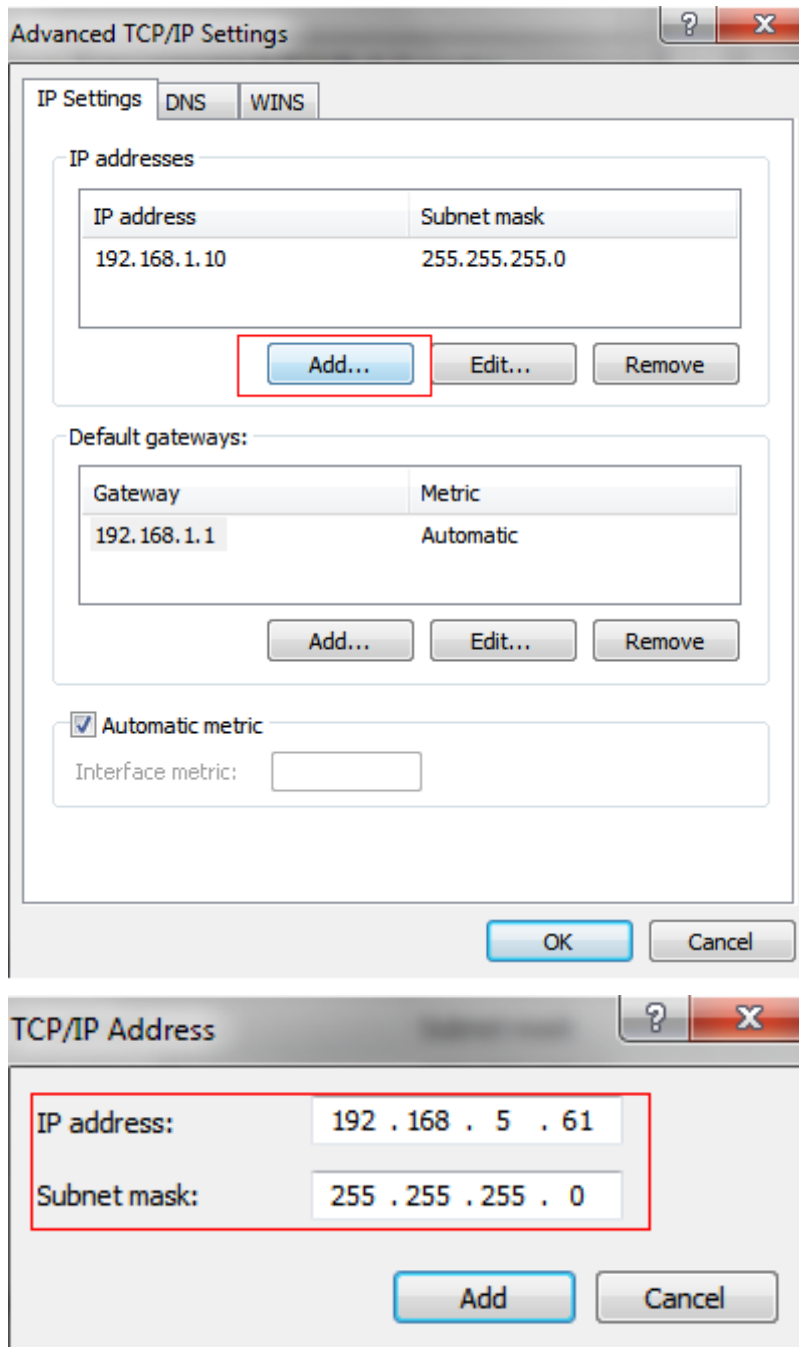 Advanced TCP/IP Settings ?
IP Settings DNS WINS
IP addresses
IP address Subnet mask
192.168.1.10 255.255.255.0
Add... Edit... Remove
Default gateways:
Gateway Metric
192.168.1.1 Automatic
Add... Edit... Remove
Automatic metric
Interface metric:
OK Cancel
TCP/IP Address ?
IP address: 192 . 168 . 5 . 61
Subnet mask: 255 . 255 . 255 . 0
Add Cancel